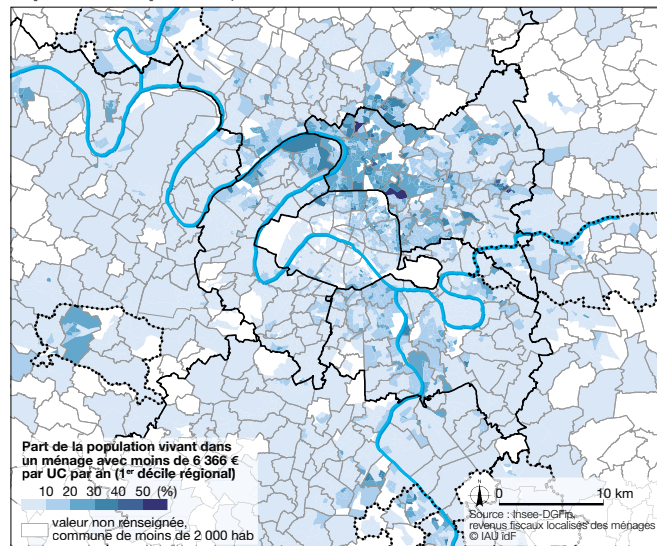 Part de la population vivant dans
un ménage avec moins de 6 366 €
par UC par an (1er décile régional)
10 20 30 40 50 (%)
valeur non renseignée,
commune de moins de 2 000 hab
0 10 km
Source : Insee-DGFip,
revenus fiscaux localisés des ménages
© IAU îdF